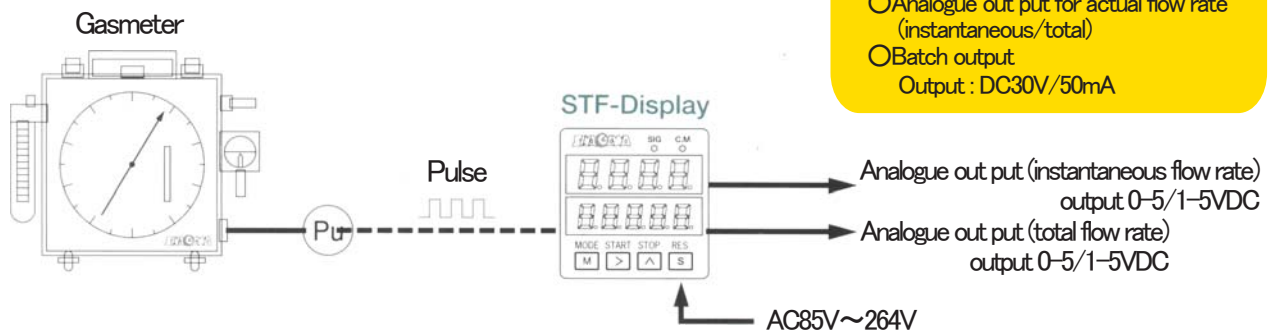 ○Analogue out put for actual flow rate
(instantaneous/total)
○Batch output
Output : DC30V/50mA
Gasmeter
STF-Display
SIG C.M
Pulse
Pu
MODE START STOP RES
M > ∧ S
Analogue out put (instantaneous flow rate)
output 0-5/1-5VDC
Analogue out put (total flow rate)
output 0-5/1-5VDC
AC85V～264V